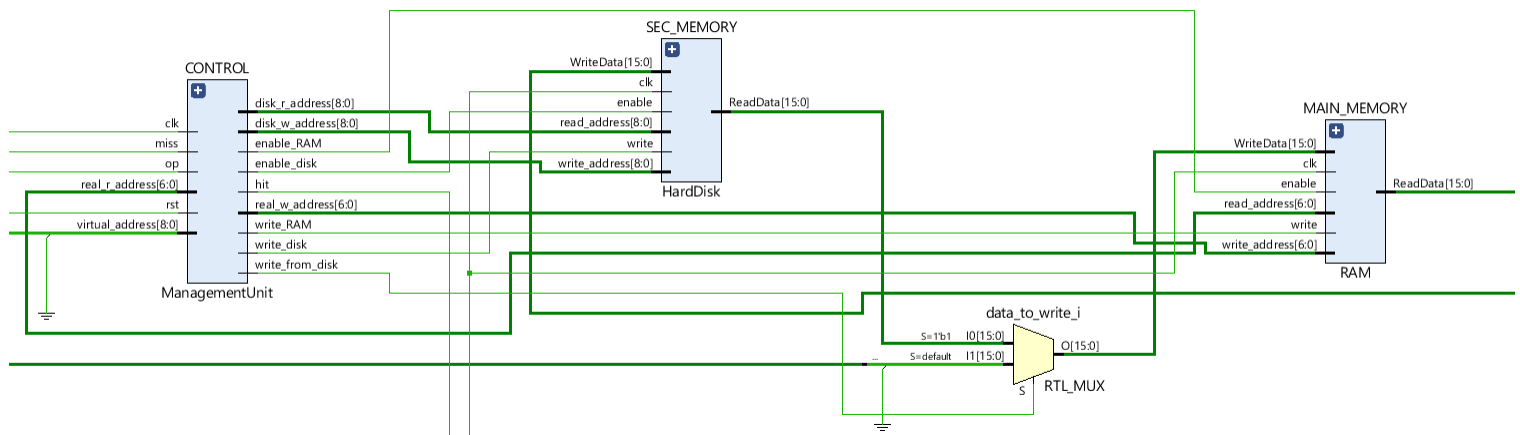 SEC_MEMORY
WriteData[15:0]
clk
enable
read_address[8:0]
write
write_address[8:0]
ReadData[15:0]
HardDisk
CONTROL
clk
miss
op
real_r_address[6:0]
rst
virtual_address[8:0]
disk_r_address[8:0]
disk_w_address[8:0]
enable_RAM
enable_disk
hit
real_w_address[6:0]
write_RAM
write_disk
write_from_disk
ManagementUnit
MAIN_MEMORY
WriteData[15:0]
clk
enable
read_address[6:0]
write
write_address[6:0]
ReadData[15:0]
RAM
data_to_write_i
S=1'b1 I0[15:0]
... S=default I1[15:0]
O[15:0]
S
RTL_MUX